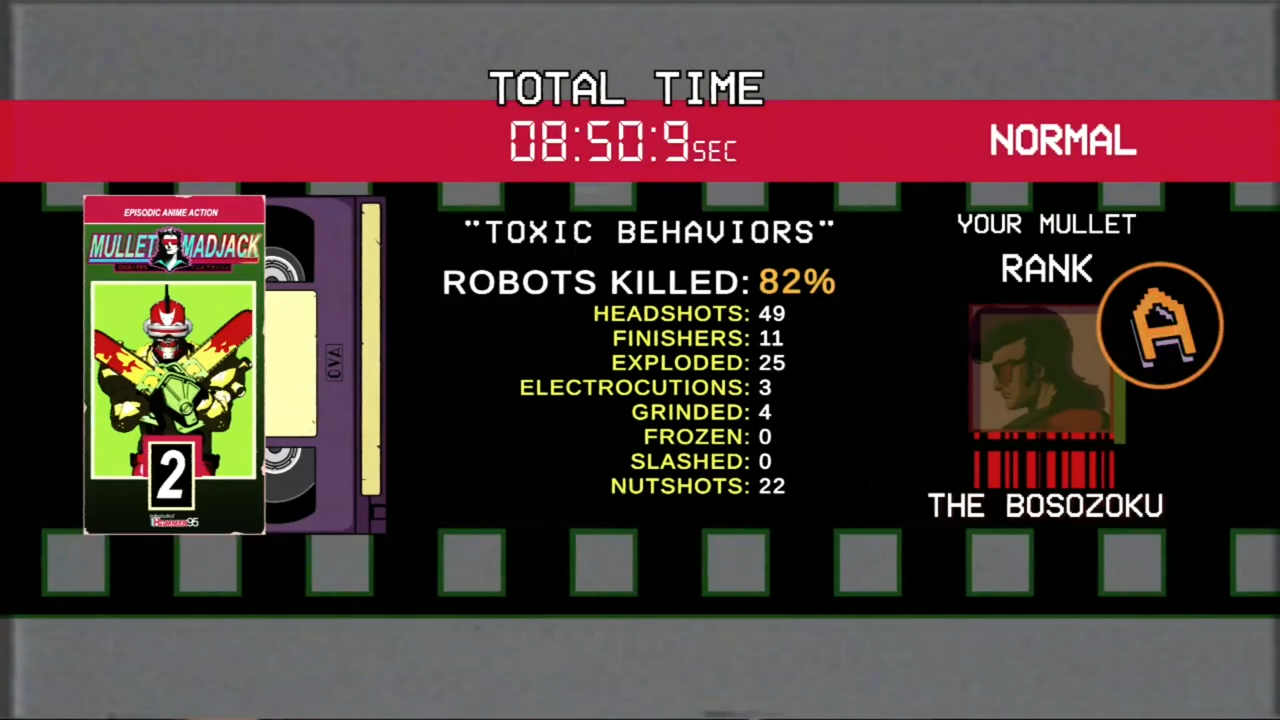 TOTAL TIME
08:50:9SEC
NORMAL
EPISODIC ANIME ACTION
MULLET MADJACK
2
HAMMER95
OVA
"TOXIC BEHAVIORS"
ROBOTS KILLED: 82%
HEADSHOTS: 49
FINISHERS: 11
EXPLODED: 25
ELECTROCUTIONS: 3
GRINDED: 4
FROZEN: 0
SLASHED: 0
NUTSHOTS: 22
YOUR MULLET
RANK
A
THE BOSOZOKU